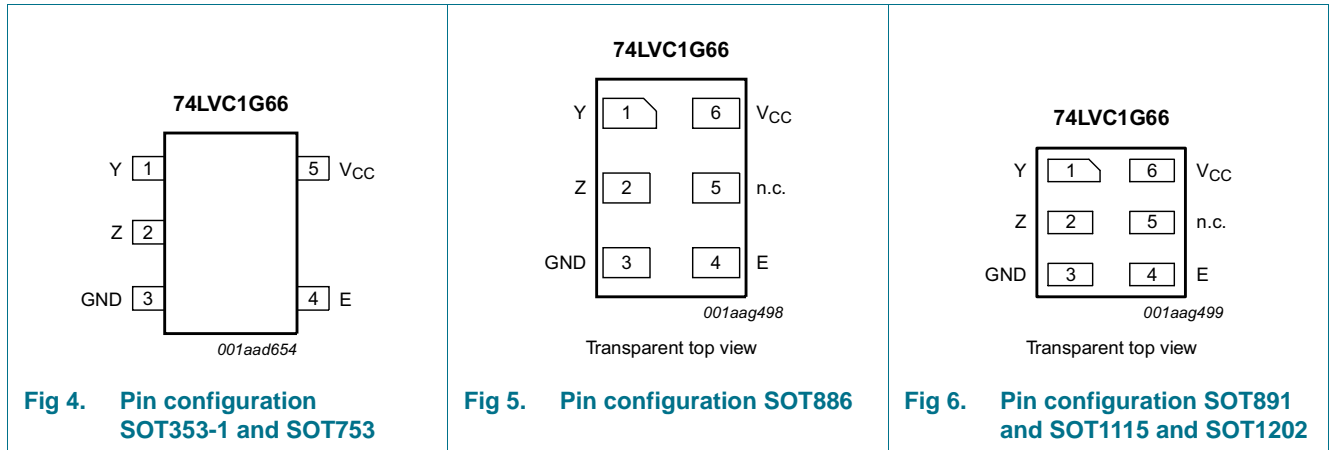 74LVC1G66
Y 1
5 VCC
Z 2
GND 3
4 E
001aad654
Fig 4. Pin configuration
SOT353-1 and SOT753
74LVC1G66
Y 1 6 VCC
Z 2 5 n.c.
GND 3 4 E
001aag498
Transparent top view
Fig 5. Pin configuration SOT886
74LVC1G66
Y 1 6 VCC
Z 2 5 n.c.
GND 3 4 E
001aag499
Transparent top view
Fig 6. Pin configuration SOT891
and SOT1115 and SOT1202